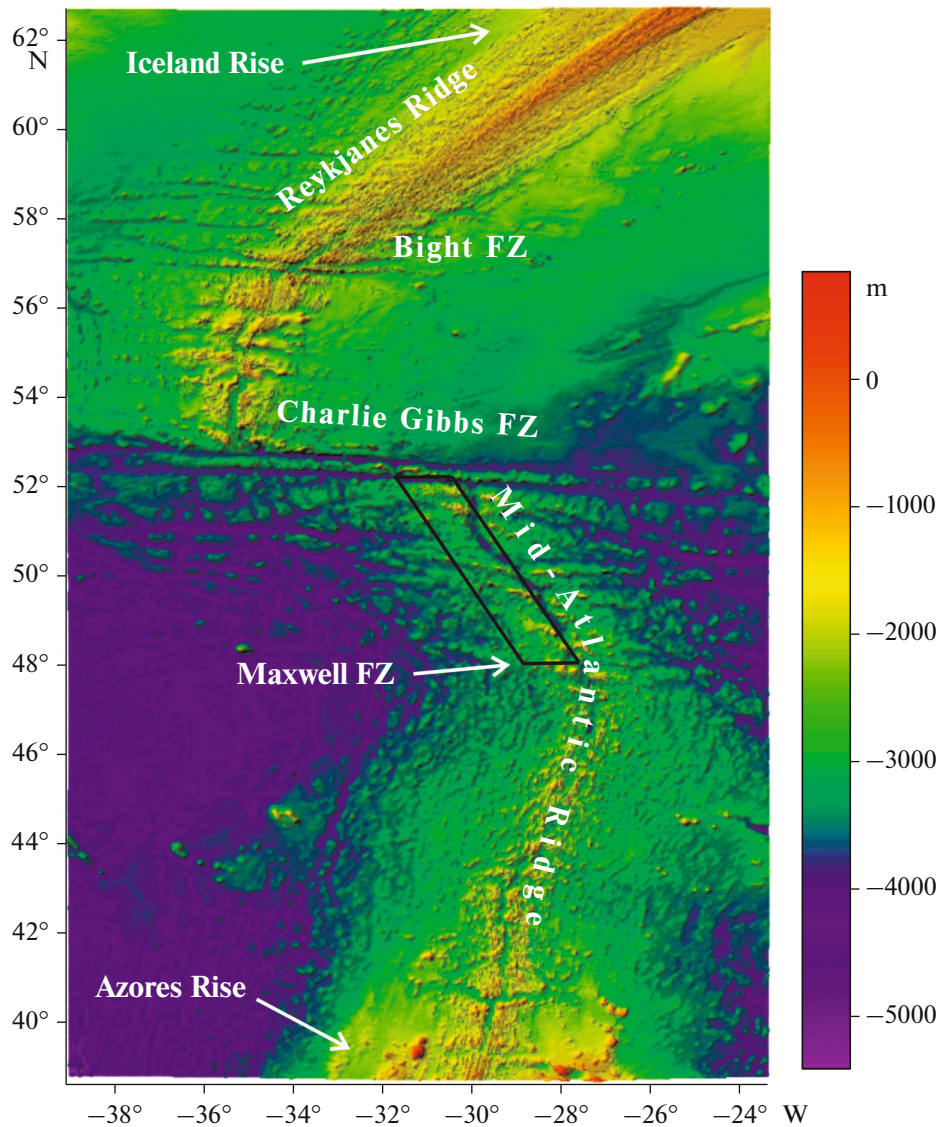 62°
N
Iceland Rise
60°
Reykjanes Ridge
58°
Bight FZ
56°
m
0
54°
Charlie Gibbs FZ
52°
−1000
Mid-Atlantic Ridge
50°
−2000
48°
Maxwell FZ
−3000
46°
44°
−4000
42°
Azores Rise
40°
−5000
−38° −36° −34° −32° −30° −28° −26° −24° W